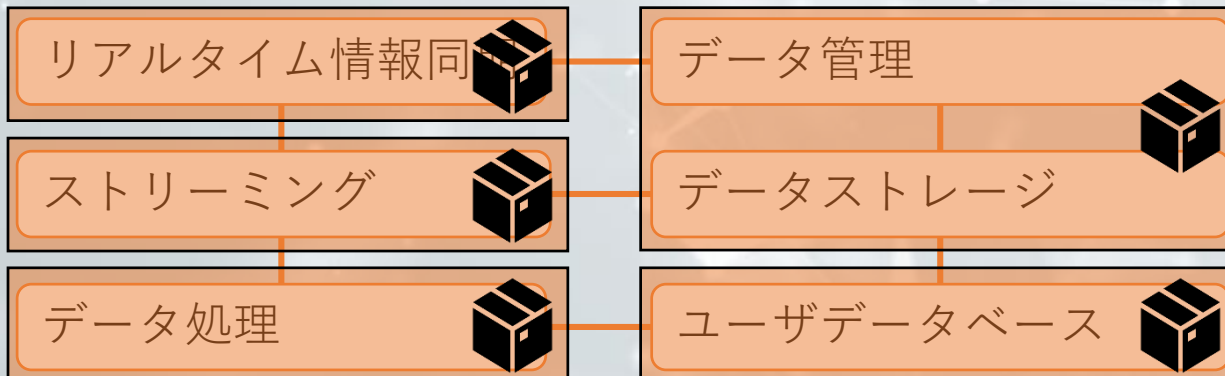 リアルタイム情報同
データ管理
ストリーミング
データストレージ
データ処理
ユーザデータベース